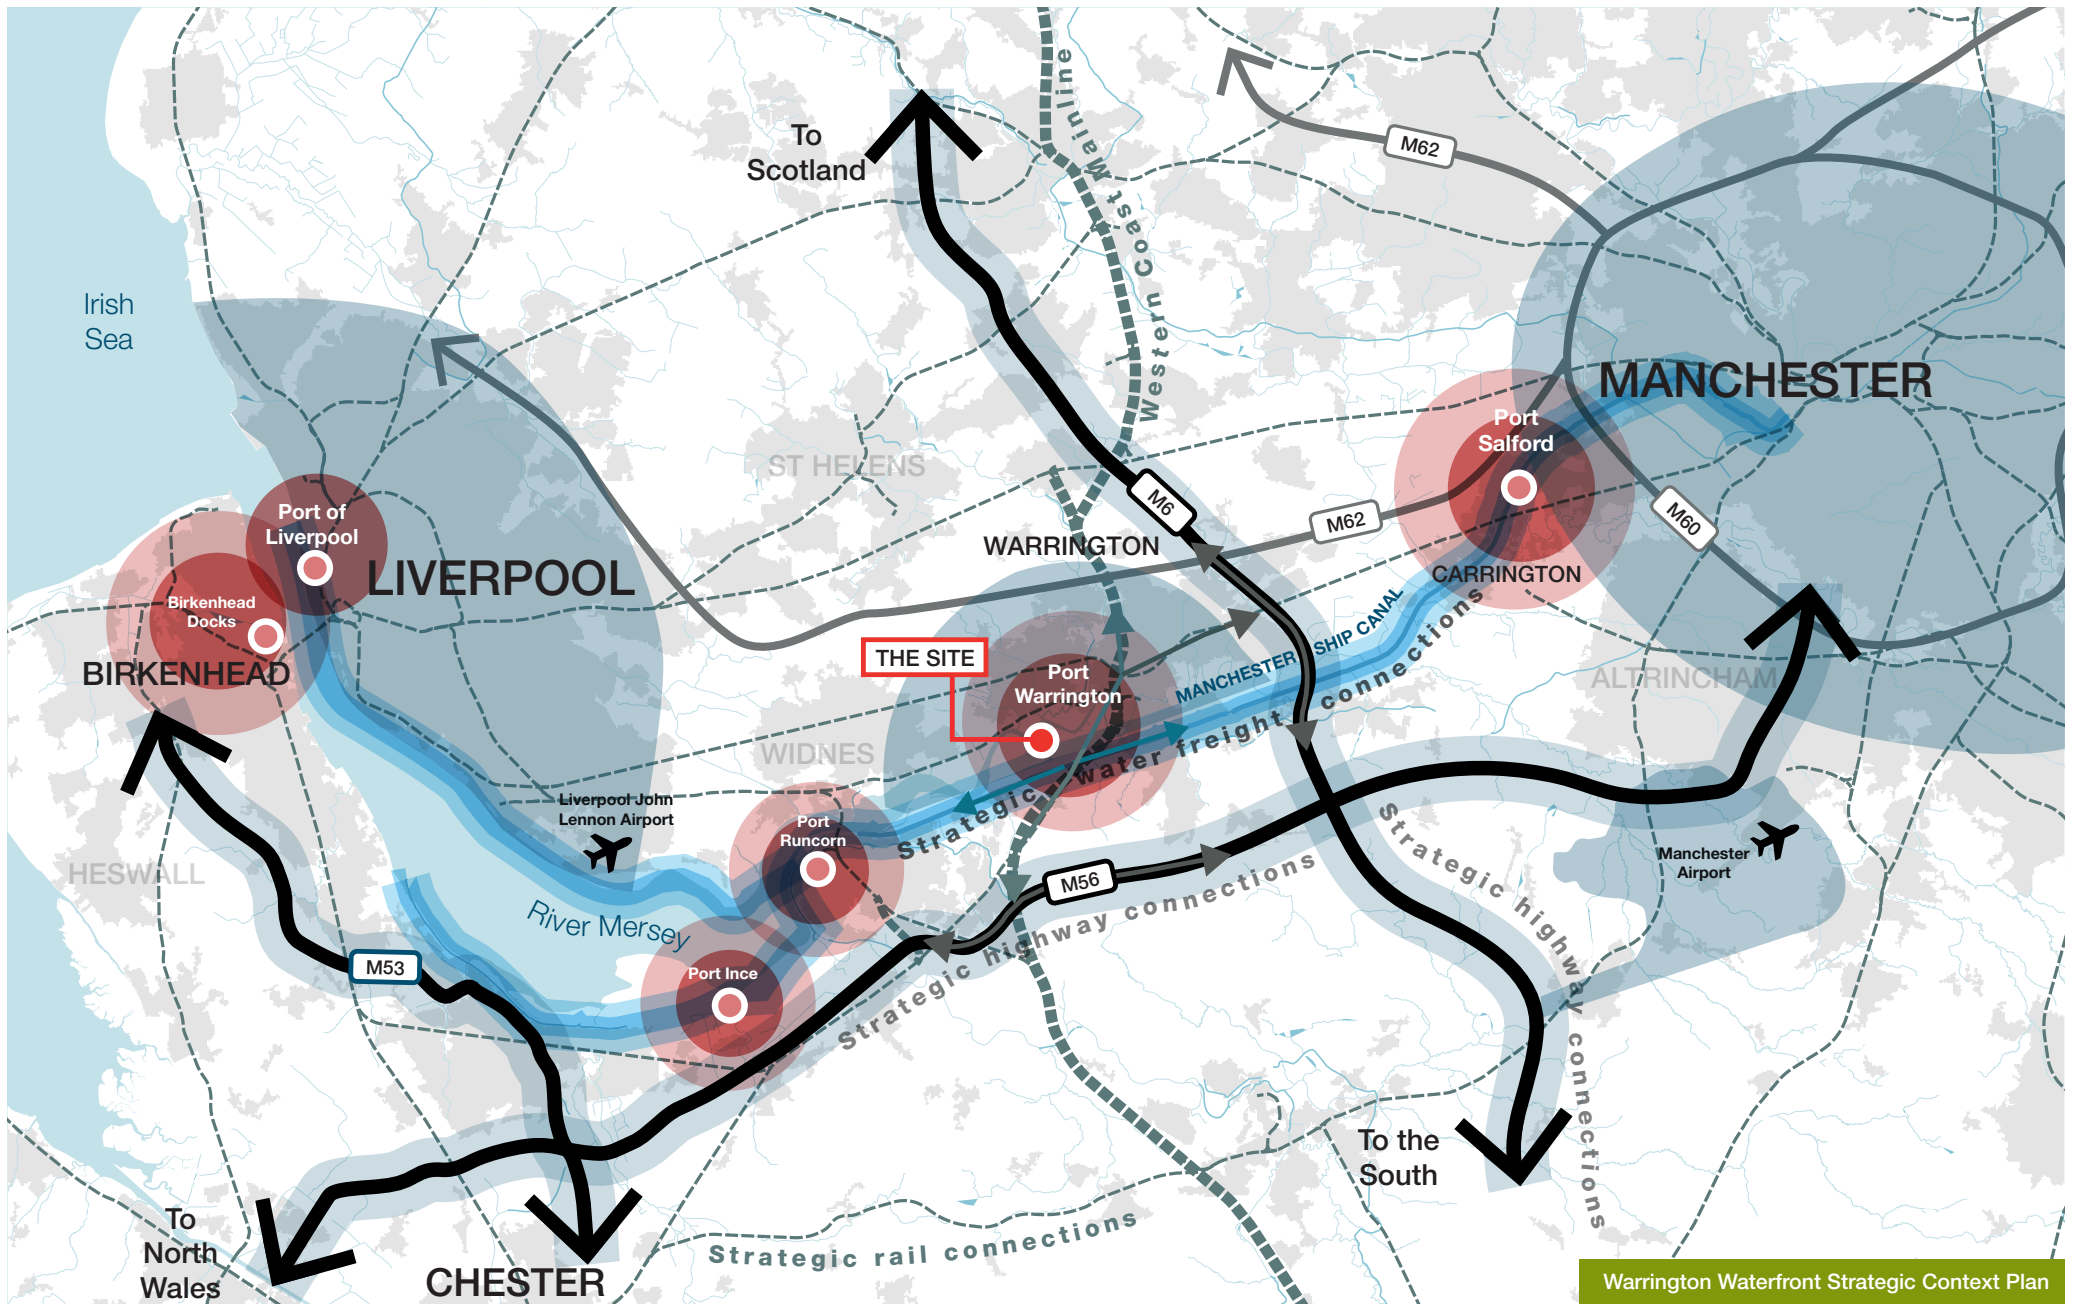 To
Scotland
Western Coast Mainline
M62
Irish
Sea
MANCHESTER
Port
Salford
ST HELENS
M6
M62
M60
Port of
Liverpool
WARRINGTON
LIVERPOOL
CARRINGTON
Birkenhead
Docks
BIRKENHEAD
THE SITE
Port
Warrington
MANCHESTER SHIP CANAL
ALTRINCHAM
WIDNES
Strategic water freight connections
Liverpool John
Lennon Airport
Port
Runcorn
HESWALL
M56
Manchester
Airport
River Mersey
M53
Port Ince
Strategic highway connections
Strategic highway connections
To the
South
To
North
Wales
Strategic rail connections
CHESTER
Warrington Waterfront Strategic Context Plan